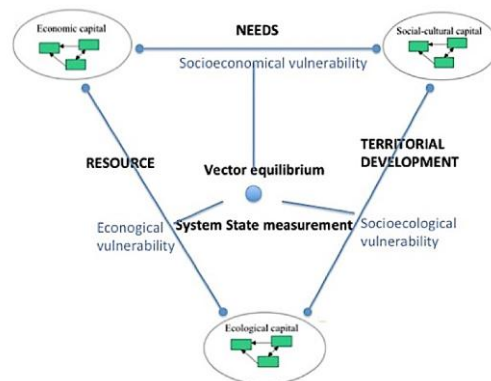 Economic capital
NEEDS
Social-cultural capital
Socioeconomical vulnerability
RESOURCE
TERRITORIAL
DEVELOPMENT
Vector equilibrium
Econogical
vulnerability
System State measurement
Socioecological
vulnerability
Ecological capital